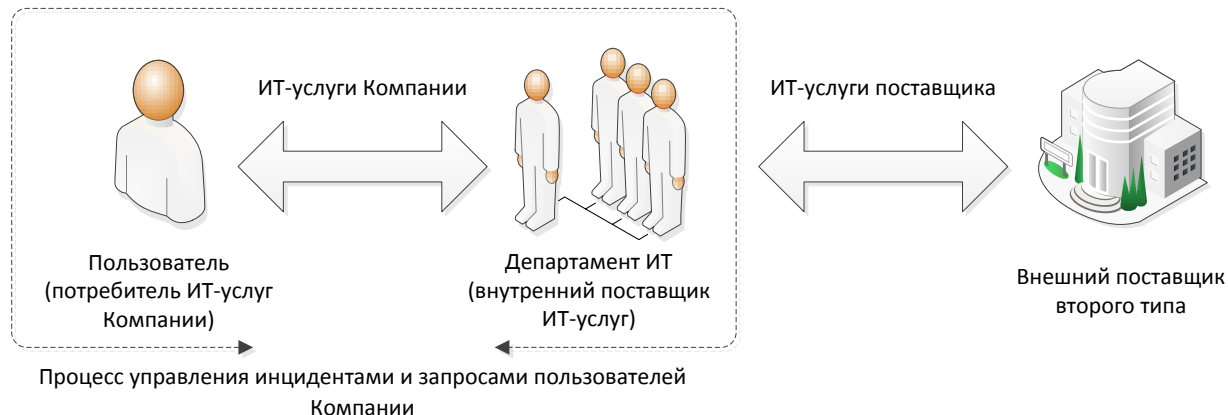 ИТ-услуги Компании
ИТ-услуги поставщика
Пользователь
(потребитель ИТ-услуг
Компании)
Департамент ИТ
(внутренний поставщик
ИТ-услуг)
Внешний поставщик
второго типа
Процесс управления инцидентами и запросами пользователей
Компании